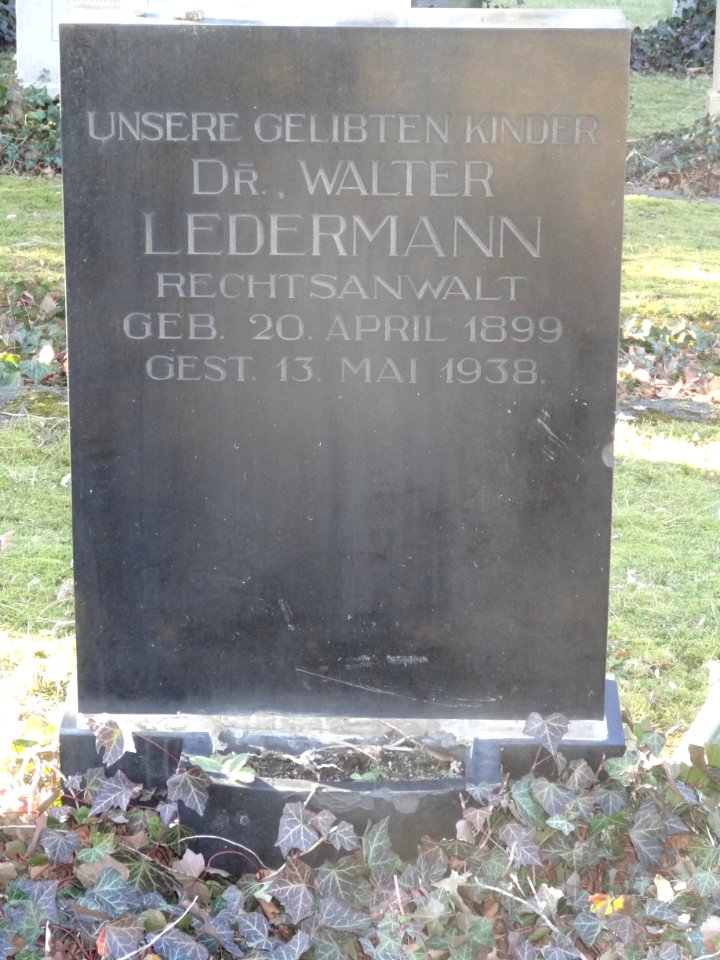 UNSERE GELIBTEN KINDER
DR., WALTER
LEDERMANN
RECHTSANWALT
GEB. 20. APRIL 1899
GEST. 13. MAI 1938.